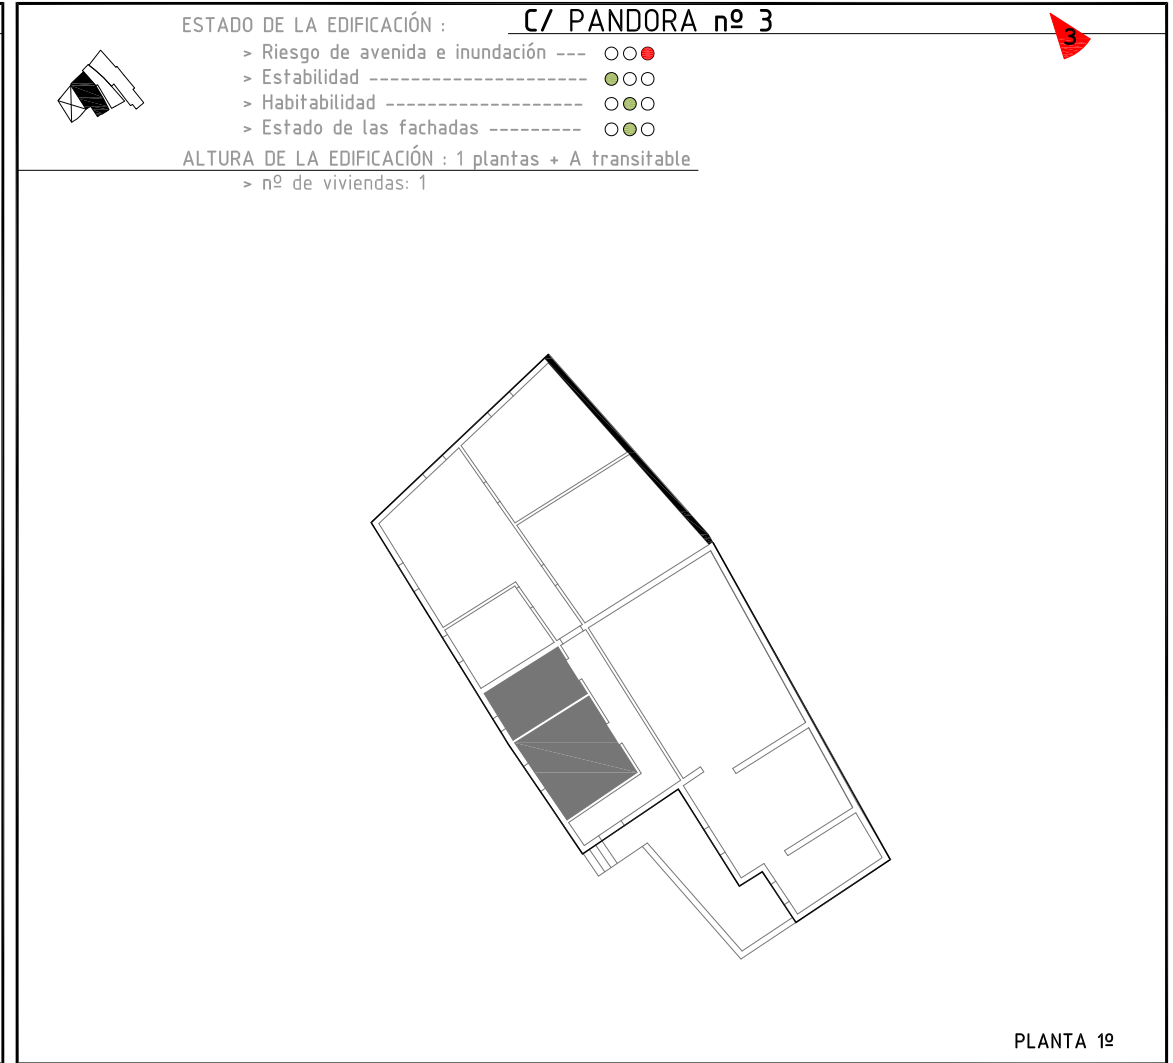 C/ PANDORA nº 3
ESTADO DE LA EDIFICACIÓN :
> Riesgo de avenida e inundación ---
> Estabilidad ----------------------
> Habitabilidad ------------------
> Estado de las fachadas ---------
ALTURA DE LA EDIFICACIÓN : 1 plantas + A transitable
> nº de viviendas: 1
3
PLANTA 1º